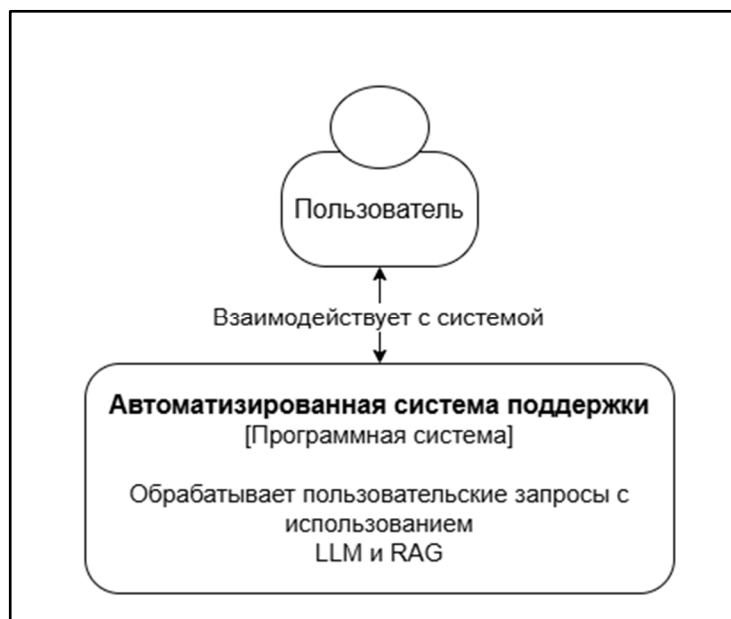 Пользователь
Взаимодействует с системой
Автоматизированная система поддержки
[Программная система]
Обрабатывает пользовательские запросы с
использованием
LLM и RAG